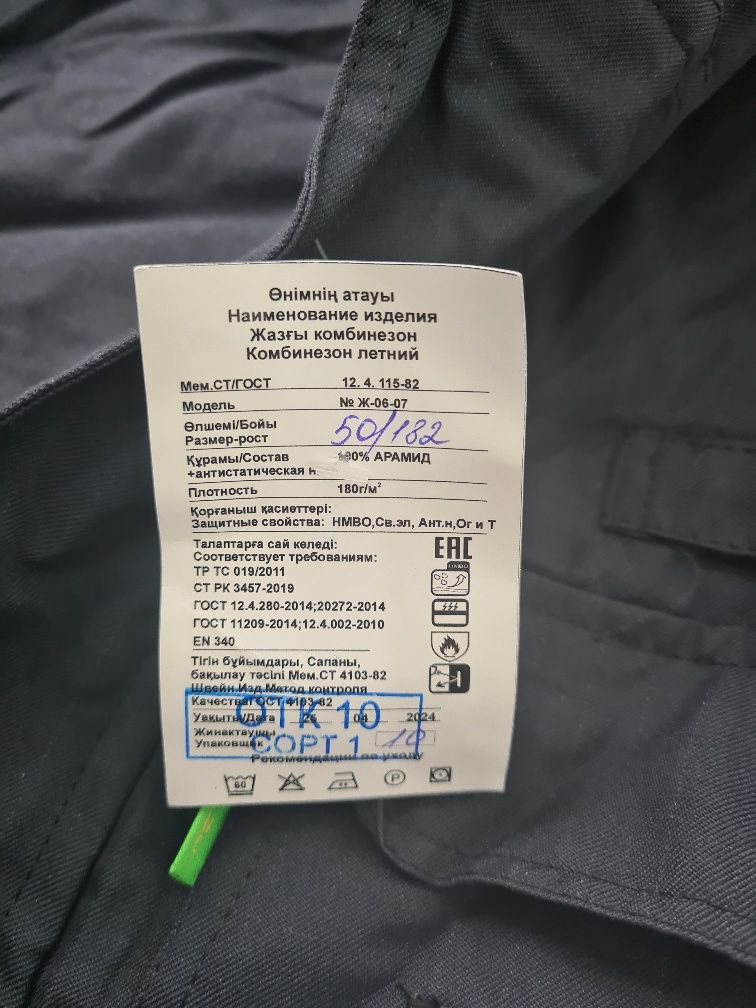 Өнімнің атауы
Наименование изделия
Жазғы комбинезон
Комбинезон летний
Мем.СТ/ГОСТ 12. 4. 115-82
Модель № Ж-06-07
Өлшемі/Бойы
Размер-рост 50/182
Құрамы/Состав 100% АРАМИД
+антистатическая н.
Плотность 180г/м²
Қорғаныш қасиеттері:
Защитные свойства: НМВО,Св.эл, Ант.н,Ог и Т
Талаптарға сай келеді:
Соответствует требованиям:
ЕАС
ТР ТС 019/2011
НМВО
СТ РК 3457-2019
ГОСТ 12.4.280-2014;20272-2014
ГОСТ 11209-2014;12.4.002-2010
EN 340
Тігін бұйымдары, Сапаны,
бақылау тәсіні Мем.СТ 4103-82
Швейн.Изд.Метод контроля
Качества ОСТ 4103-82
Уақыты/Дата 26 04 2024
ОТК 10
Жинақтаушы
Упаковщик 10
СОРТ 1
Рекомендации по уходу
60
P